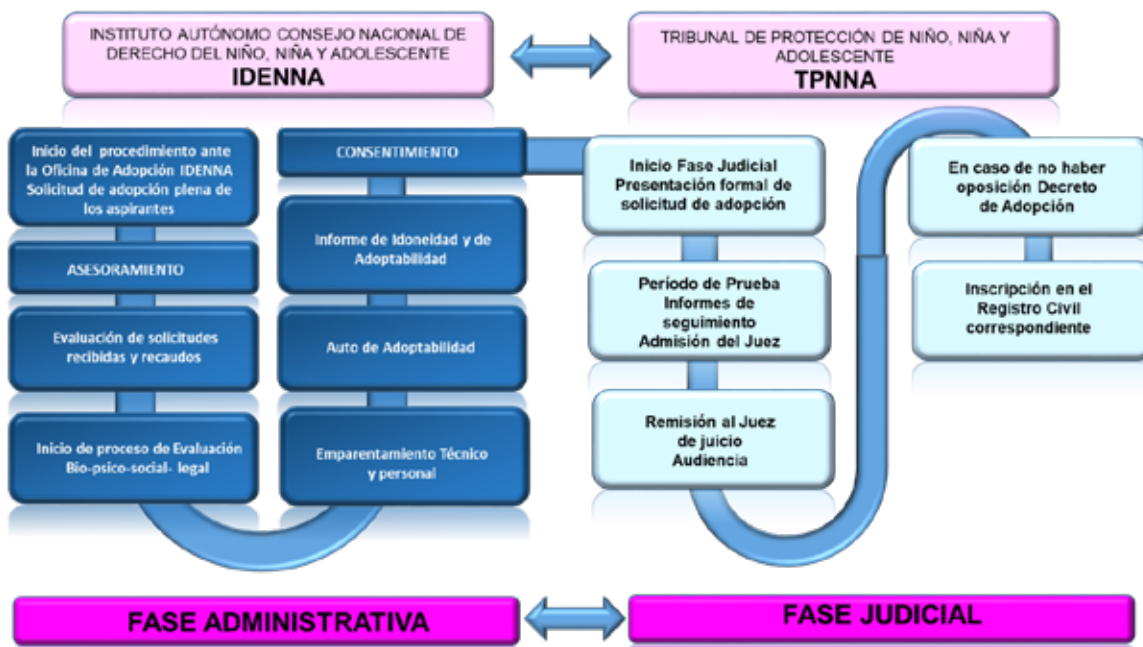 INSTITUTO AUTÓNOMO CONSEJO NACIONAL DE
DERECHO DEL NIÑO, NIÑA Y ADOLESCENTE
IDENNA
TRIBUNAL DE PROTECCIÓN DE NIÑO, NIÑA Y
ADOLESCENTE
TPNNA
Inicio del procedimiento ante
la Oficina de Adopción IDENNA
Solicitud de adopción plena de
los aspirantes
ASESORAMIENTO
Evaluación de solicitudes
recibidas y recaudos
Inicio de proceso de Evaluación
Bio-psico-social- legal
CONSENTIMIENTO
Informe de Idoneidad y de
Adoptabilidad
Auto de Adoptabilidad
Emparentamiento Técnico
y personal
Inicio Fase Judicial
Presentación formal de
solicitud de adopción
Período de Prueba
Informes de
seguimiento
Admisión del Juez
Remisión al Juez
de juicio
Audiencia
En caso de no haber
oposición Decreto
de Adopción
Inscripción en el
Registro Civil
correspondiente
FASE ADMINISTRATIVA
FASE JUDICIAL